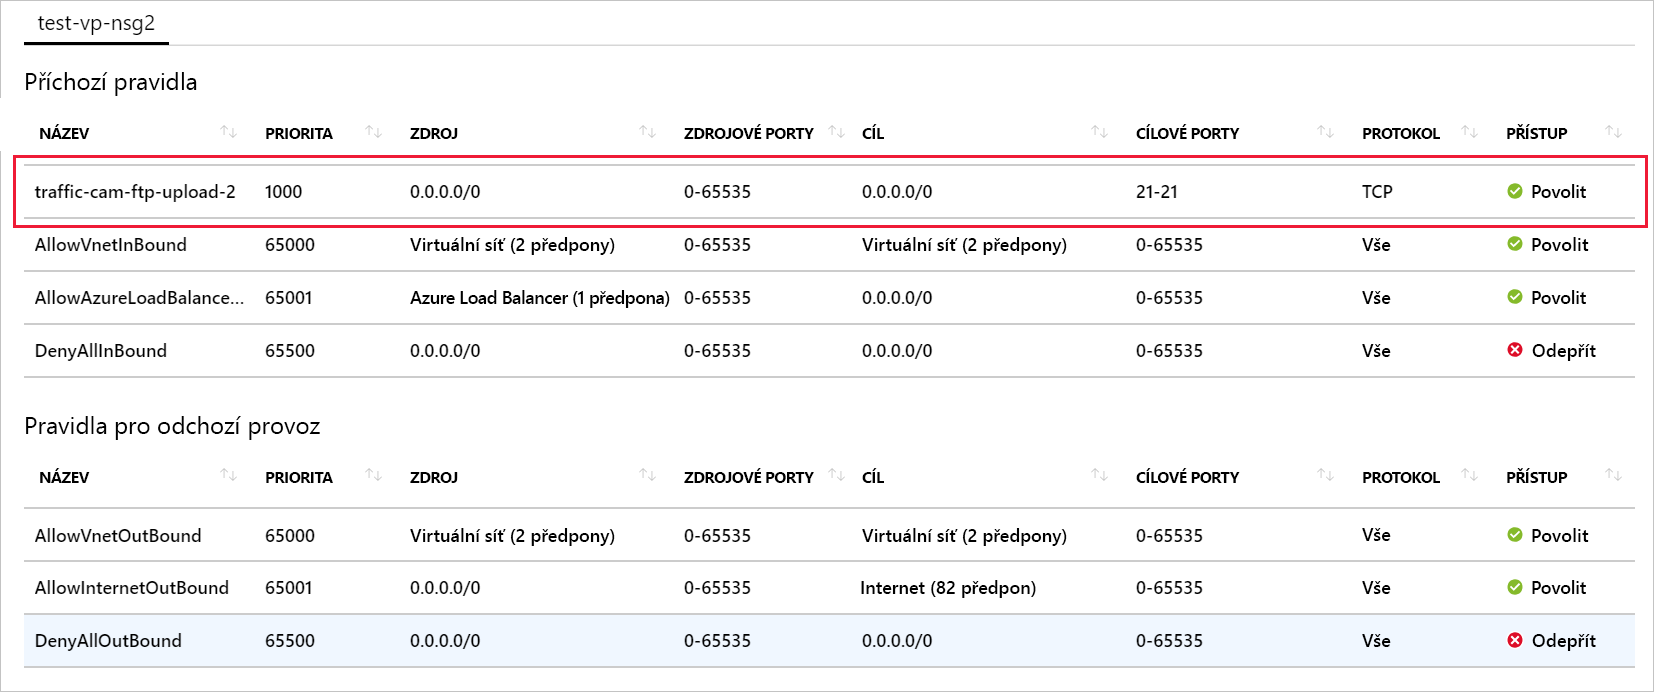 test-vp-nsg2
Příchozí pravidla
NÁZEV PRIORITA ZDROJ ZDROJOVÉ PORTY CÍL CÍLOVÉ PORTY PROTOKOL PŘÍSTUP
traffic-cam-ftp-upload-2 1000 0.0.0.0/0 0-65535 0.0.0.0/0 21-21 TCP Povolit
AllowVnetInBound 65000 Virtuální síť (2 předpony) 0-65535 Virtuální síť (2 předpony) 0-65535 Vše Povolit
AllowAzureLoadBalance... 65001 Azure Load Balancer (1 předpona) 0-65535 0.0.0.0/0 0-65535 Vše Povolit
DenyAllInBound 65500 0.0.0.0/0 0-65535 0.0.0.0/0 0-65535 Vše Odepřít
Pravidla pro odchozí provoz
NÁZEV PRIORITA ZDROJ ZDROJOVÉ PORTY CÍL CÍLOVÉ PORTY PROTOKOL PŘÍSTUP
AllowVnetOutBound 65000 Virtuální síť (2 předpony) 0-65535 Virtuální síť (2 předpony) 0-65535 Vše Povolit
AllowInternetOutBound 65001 0.0.0.0/0 0-65535 Internet (82 předpon) 0-65535 Vše Povolit
DenyAllOutBound 65500 0.0.0.0/0 0-65535 0.0.0.0/0 0-65535 Vše Odepřít